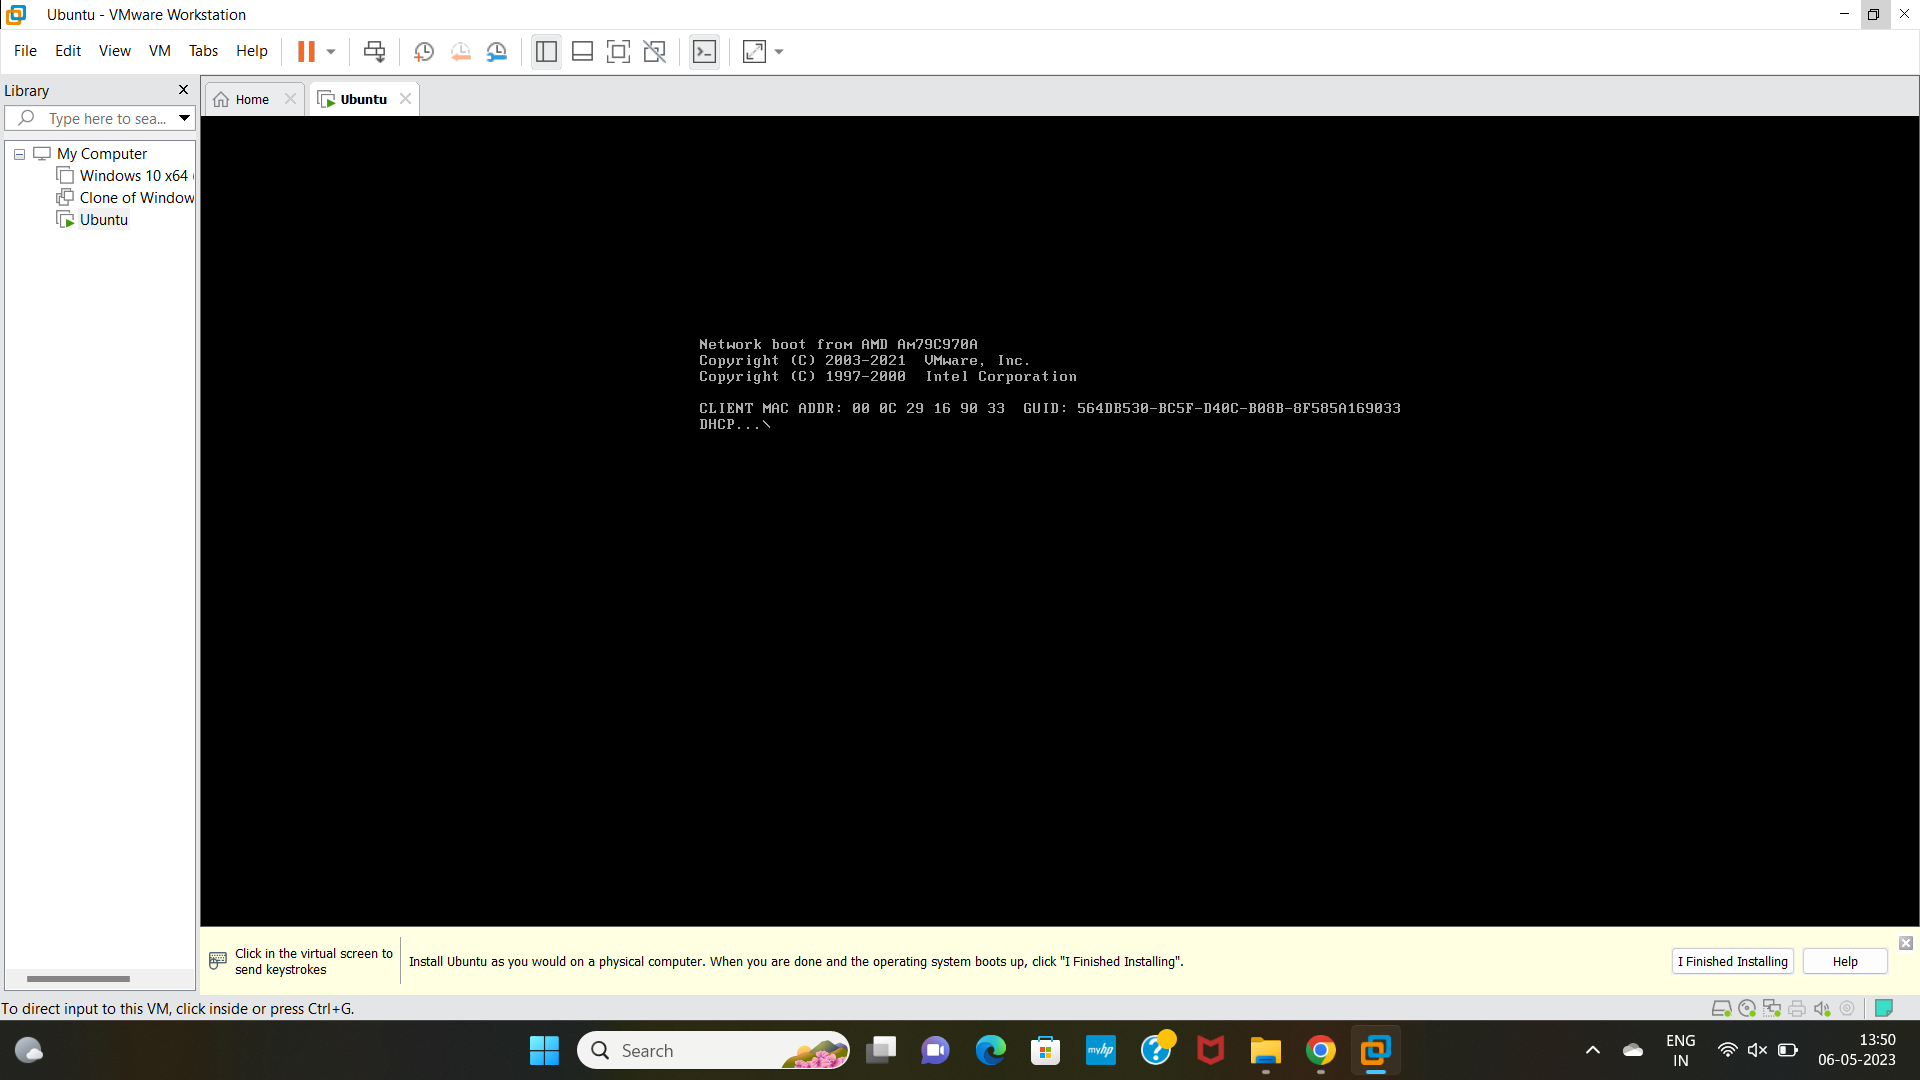 Ubuntu - VMware Workstation
File Edit View VM Tabs Help
Library
Home
Ubuntu
Type here to sea...
My Computer
Windows 10 x64
Clone of Window
Ubuntu
Network boot from AMD Am79C970A
Copyright (C) 2003-2021 VMware, Inc.
Copyright (C) 1997-2000 Intel Corporation
CLIENT MAC ADDR: 00 0C 29 16 90 33 GUID: 564DB530-BC5F-D40C-B08B-8F585A169033
DHCP...\
Click in the virtual screen to
send keystrokes
Install Ubuntu as you would on a physical computer. When you are done and the operating system boots up, click "I Finished Installing".
I Finished Installing
Help
To direct input to this VM, click inside or press Ctrl+G.
Search
myhp
ENG
IN
13:50
06-05-2023